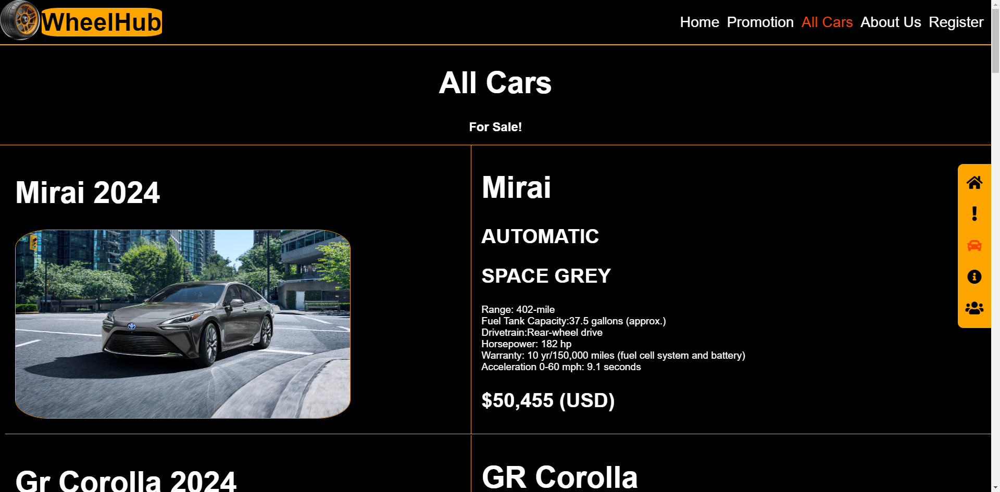 WheelHub
Home Promotion All Cars About Us Register
All Cars
For Sale!
Mirai 2024
St
Mirai
AUTOMATIC
SPACE GREY
Range: 402-mile
Fuel Tank Capacity:37.5 gallons (approx.)
Drivetrain:Rear-wheel drive
Horsepower: 182 hp
Warranty: 10 yr/150,000 miles (fuel cell system and battery)
Acceleration 0-60 mph: 9.1 seconds
$50,455 (USD)
Gr Corolla 2024
GR Corolla